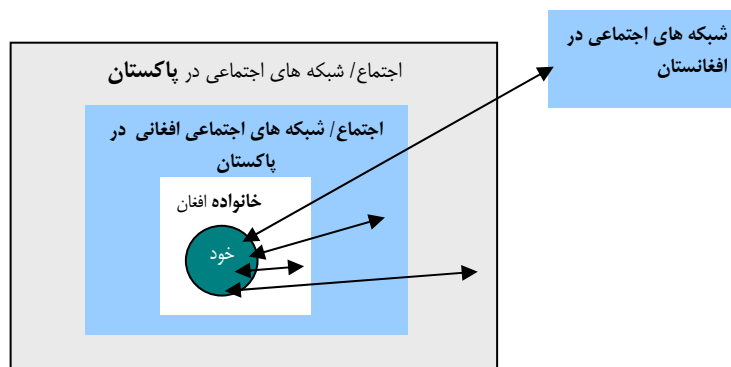 شبکه های اجتماعی در
افغانستان
اجتماع/ شبکه های اجتماعی در پاکستان
اجتماع/ شبکه های اجتماعی افغانی در
پاکستان
خانواده افغان
خود